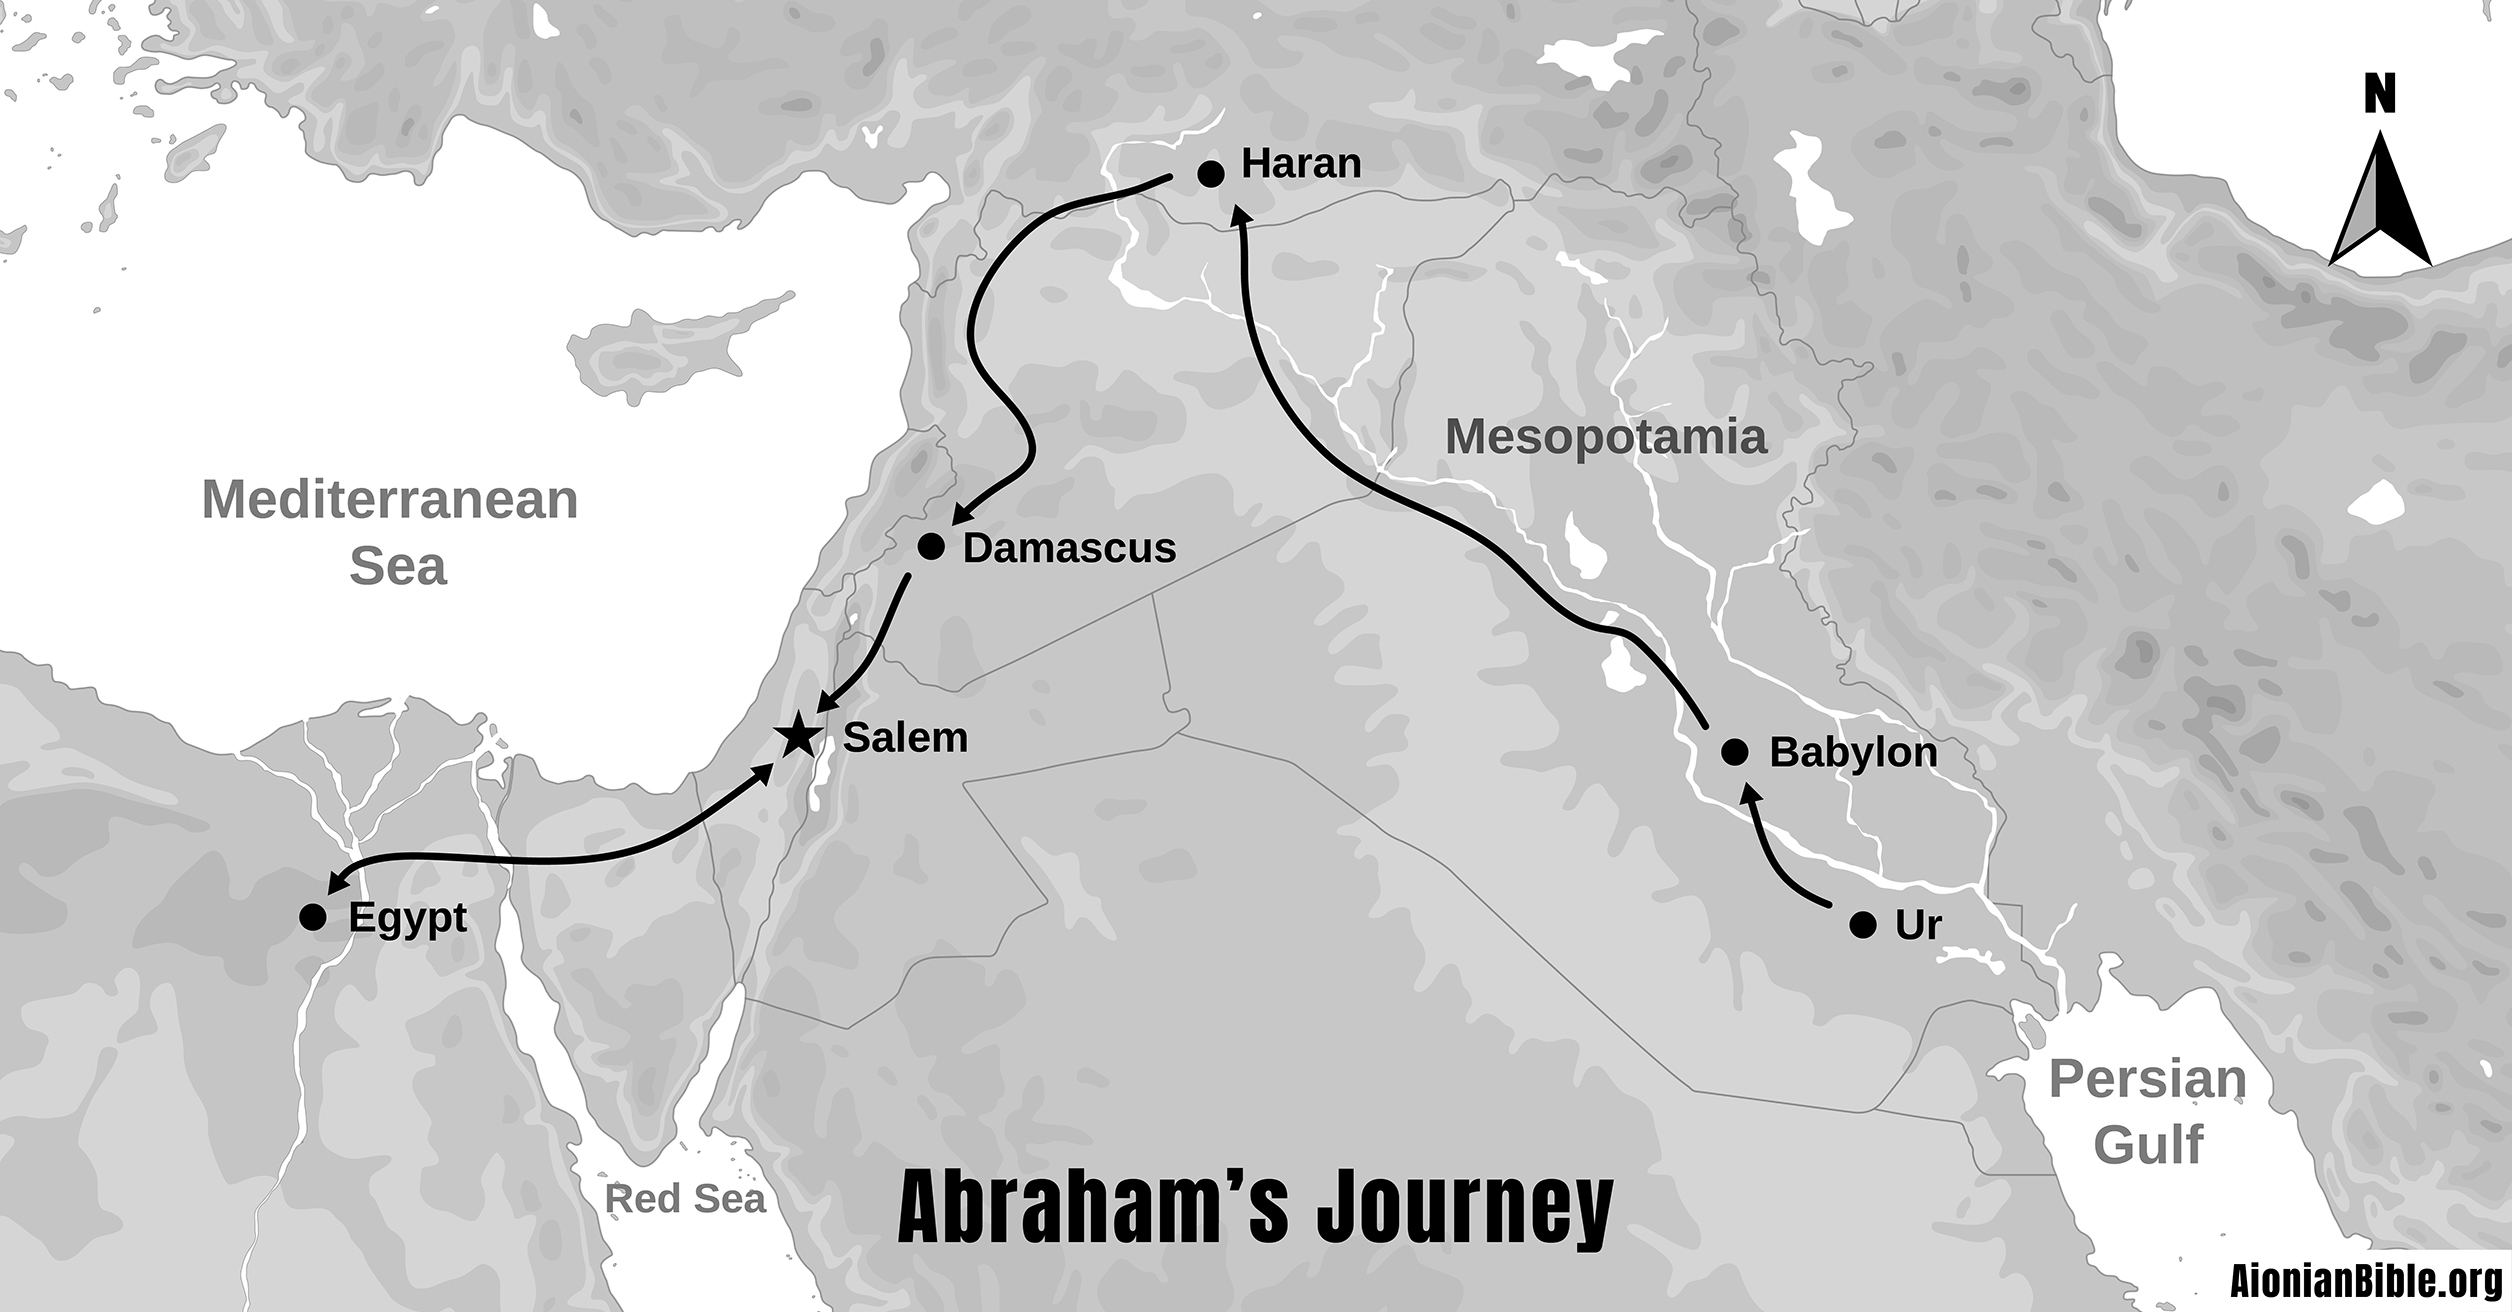 N
Haran
Mesopotamia
Mediterranean
Sea
Damascus
Salem
Babylon
Egypt
Ur
Persian
Gulf
Red Sea
Abraham’s Journey
AionianBible.org